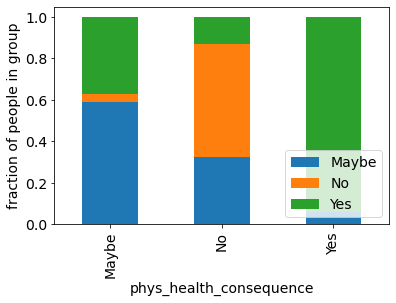 fraction of people in group
1.0
0.8
0.6
0.4
0.2
0.0
Maybe
No
Yes
Maybe
No
Yes
phys_health_consequence